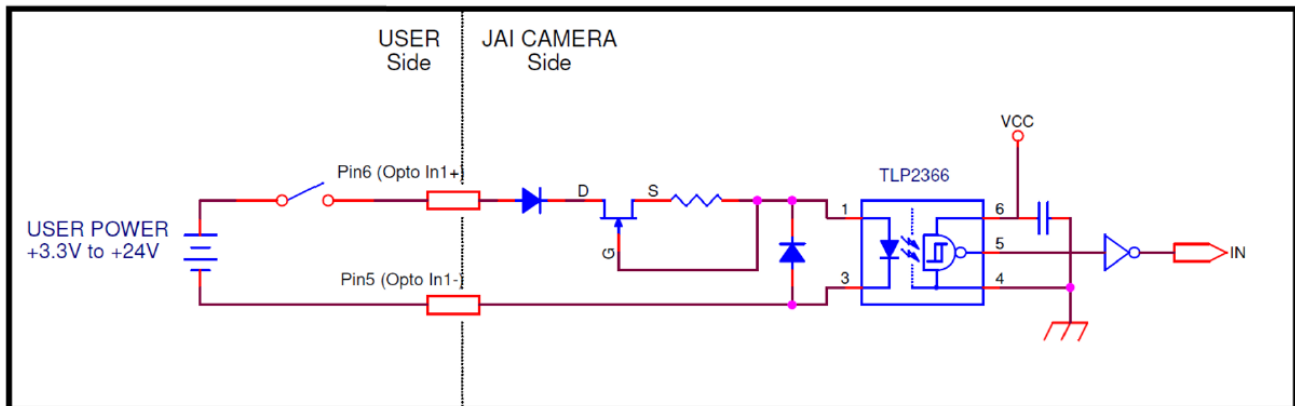 USER
Side
JAI CAMERA
Side
VCC
Pin6 (Opto In1+)
D
S
TLP2366
1
6
USER POWER
+3.3V to +24V
5
IN
G
Pin5 (Opto In1-)
3
4